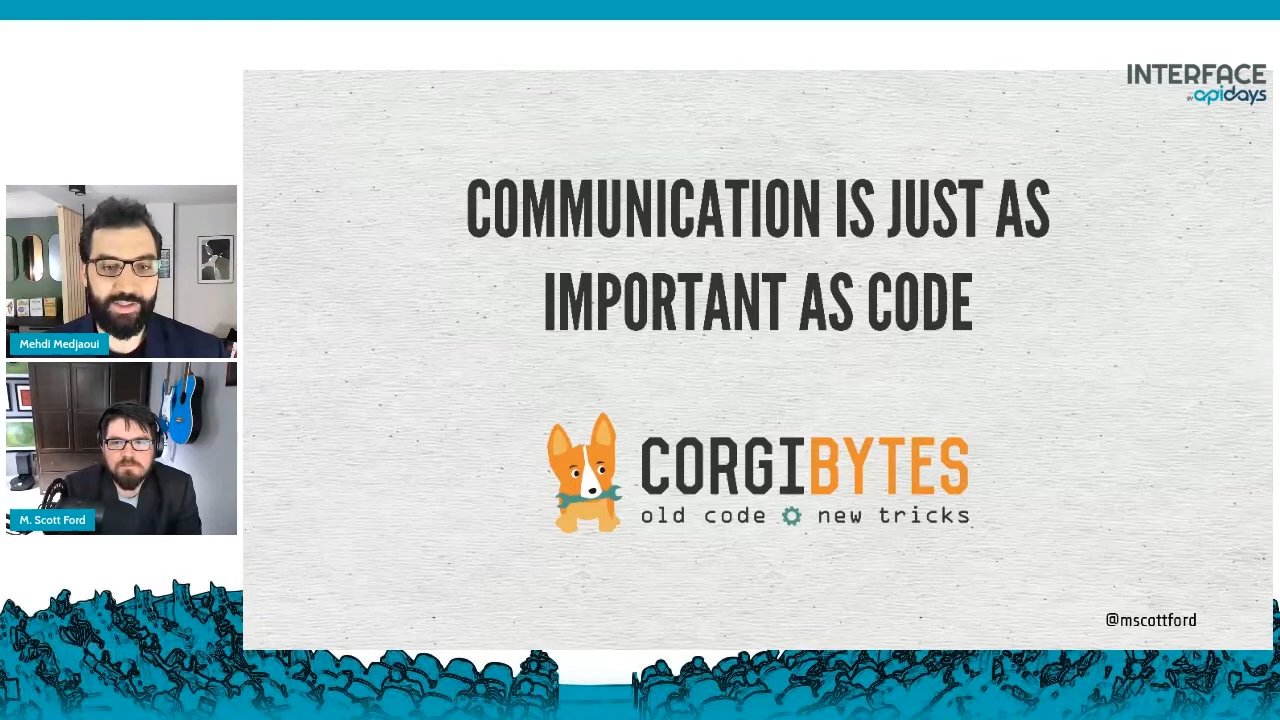 INTERFACE
BY apidays
COMMUNICATION IS JUST AS
IMPORTANT AS CODE
CORGIBYTES
old code new tricks
@mscottford
Mehdi Medjaoui
M. Scott Ford